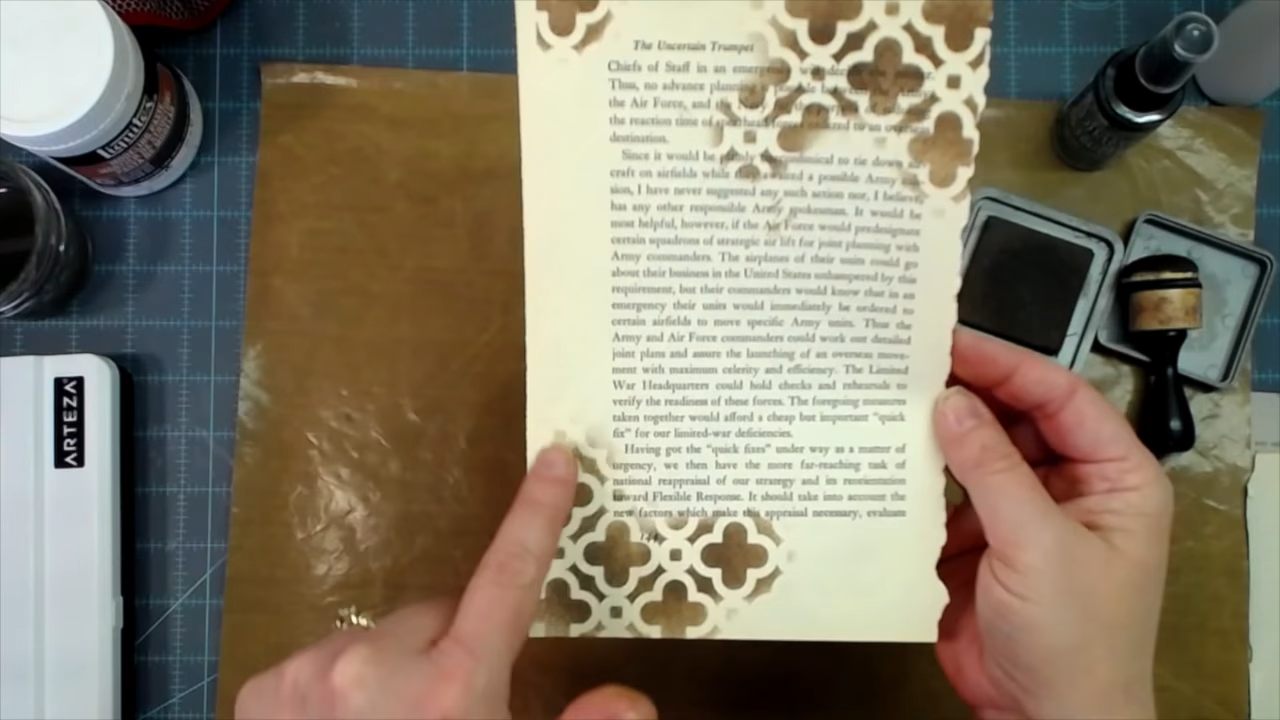 The Uncertain Trumpet
Chiefs of Staff in an
Thus, no advance planning
the Air Force, and the
the reaction time of
destination.
Since it would be to tie down
craft on airfields while they awaited a possible Army
sion, I have never suggested any such action nor, I believe,
has any other responsible Army spokesman. It would be
most helpful, however, if the Air Force would predesignate
certain squadrons of strategic air lift for joint planning with
Army commanders. The airplanes of their units could go
about their business in the United States unhampered by this
requirement, but their commanders would know that in an
emergency their units would immediately be ordered to
certain airfields to move specific Army units. Thus the
Army and Air Force commanders could work out detailed
joint plans and assure the launching of an overseas move-
ment with maximum celerity and efficiency. The Limited
War Headquarters could hold checks and rehearsals to
verify the readiness of these forces. The foregoing measures
taken together would afford a cheap but important "quick
fix" for our limited-war deficiencies.
Having got the "quick fixes" under way as a matter of
urgency, we then have the more far-reaching task of
national reappraisal of our strategy and its reorientation
toward Flexible Response. It should take into account the
new factors which make this appraisal necessary, evaluate
ARTEZA